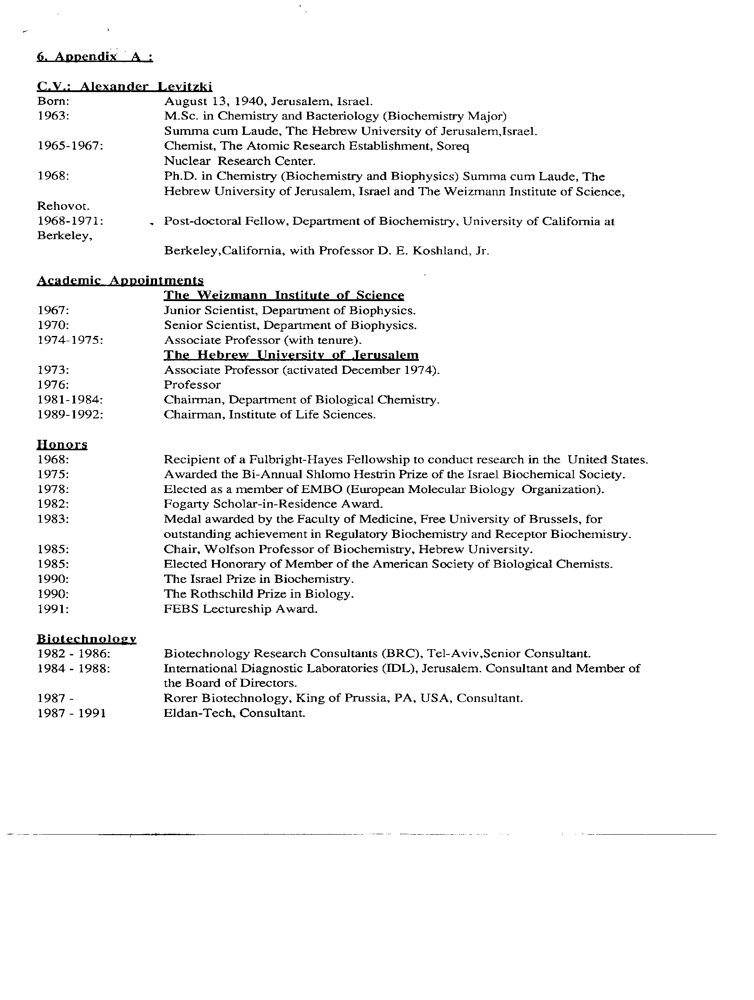 6. Appendix A :
C.V.: Alexander Levitzki
Born: August 13, 1940, Jerusalem, Israel.
1963: M.Sc. in Chemistry and Bacteriology (Biochemistry Major)
Summa cum Laude, The Hebrew University of Jerusalem,Israel.
1965-1967: Chemist, The Atomic Research Establishment, Soreq
Nuclear Research Center.
1968: Ph.D. in Chemistry (Biochemistry and Biophysics) Summa cum Laude, The
Hebrew University of Jerusalem, Israel and The Weizmann Institute of Science,
Rehovot.
1968-1971: Post-doctoral Fellow, Department of Biochemistry, University of California at
Berkeley,
Berkeley,California, with Professor D. E. Koshland, Jr.
Academic Appointments
The Weizmann Institute of Science
1967: Junior Scientist, Department of Biophysics.
1970: Senior Scientist, Department of Biophysics.
1974-1975: Associate Professor (with tenure).
The Hebrew University of Jerusalem
1973: Associate Professor (activated December 1974).
1976: Professor
1981-1984: Chairman, Department of Biological Chemistry.
1989-1992: Chairman, Institute of Life Sciences.
Honors
1968: Recipient of a Fulbright-Hayes Fellowship to conduct research in the United States.
1975: Awarded the Bi-Annual Shlomo Hestrin Prize of the Israel Biochemical Society.
1978: Elected as a member of EMBO (European Molecular Biology Organization).
1982: Fogarty Scholar-in-Residence Award.
1983: Medal awarded by the Faculty of Medicine, Free University of Brussels, for
outstanding achievement in Regulatory Biochemistry and Receptor Biochemistry.
1985: Chair, Wolfson Professor of Biochemistry, Hebrew University.
1985: Elected Honorary of Member of the American Society of Biological Chemists.
1990: The Israel Prize in Biochemistry.
1990: The Rothschild Prize in Biology.
1991: FEBS Lectureship Award.
Biotechnology
1982 - 1986: Biotechnology Research Consultants (BRC), Tel-Aviv,Senior Consultant.
1984 - 1988: International Diagnostic Laboratories (IDL), Jerusalem. Consultant and Member of
the Board of Directors.
1987 - Rorer Biotechnology, King of Prussia, PA, USA, Consultant.
1987 - 1991 Eldan-Tech, Consultant.